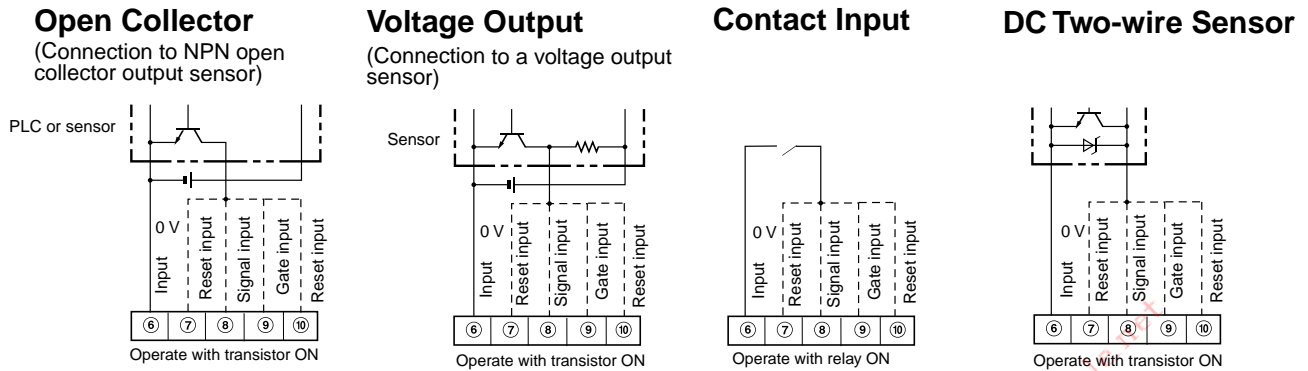 Open Collector
(Connection to NPN open
collector output sensor)
PLC or sensor
0 V
Input
Reset input
Signal input
Gate input
Reset input
⑥ ⑦ ⑧ ⑨ ⑩
Operate with transistor ON
Voltage Output
(Connection to a voltage output
sensor)
Sensor
0 V
Input
Reset input
Signal input
Gate input
Reset input
⑥ ⑦ ⑧ ⑨ ⑩
Operate with transistor ON
Contact Input
0 V
Input
Reset input
Signal input
Gate input
Reset input
⑥ ⑦ ⑧ ⑨ ⑩
Operate with relay ON
DC Two-wire Sensor
0 V
Input
Reset input
Signal input
Gate input
Reset input
⑥ ⑦ ⑧ ⑨ ⑩
Operate with transistor ON